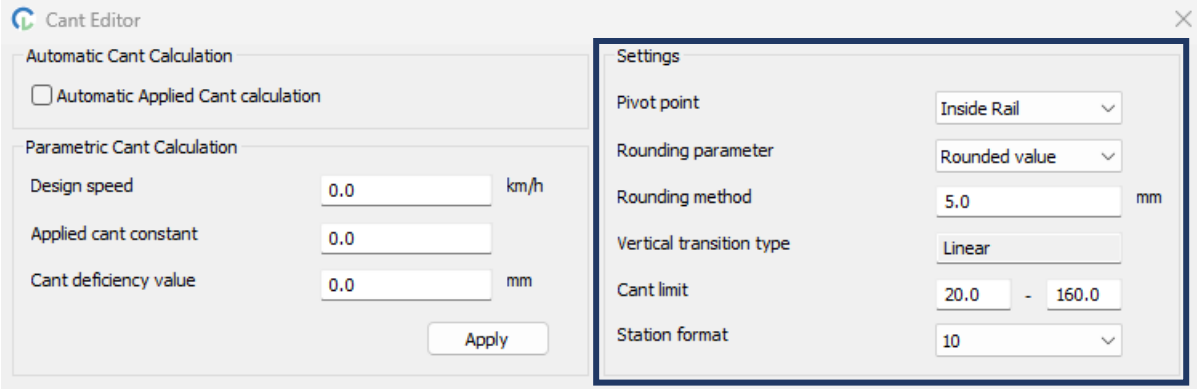 Cant Editor
Automatic Cant Calculation
Automatic Applied Cant calculation
Parametric Cant Calculation
Design speed 0.0 km/h
Applied cant constant 0.0
Cant deficiency value 0.0 mm
Apply
Settings
Pivot point Inside Rail
Rounding parameter Rounded value
Rounding method 5.0 mm
Vertical transition type Linear
Cant limit 20.0 - 160.0
Station format 10